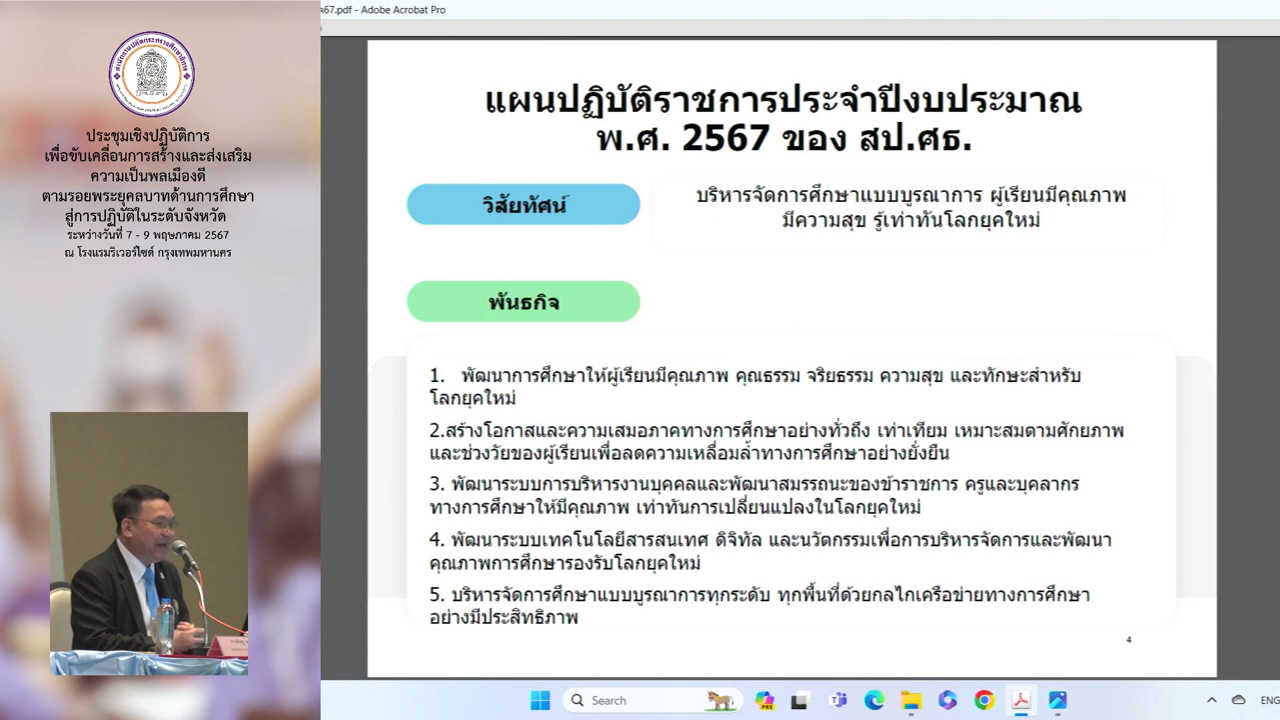 ล67.pdf - Adobe Acrobat Pro
สำนักงานปลัดกระทรวงศึกษาธิการ
ประชุมเชิงปฏิบัติการ
เพื่อขับเคลื่อนการสร้างและส่งเสริม
ความเป็นพลเมืองดี
ตามรอยพระยุคลบาทด้านการศึกษา
สู่การปฏิบัติในระดับจังหวัด
ระหว่างวันที่ 7 - 9 พฤษภาคม 2567
ณ โรงแรมริเวอร์ไซด์ กรุงเทพมหานคร
แผนปฏิบัติราชการประจำปีงบประมาณ
พ.ศ. 2567 ของ สป.ศธ.
วิสัยทัศน์
บริหารจัดการศึกษาแบบบูรณาการ ผู้เรียนมีคุณภาพ
มีความสุข รู้เท่าทันโลกยุคใหม่
พันธกิจ
1. พัฒนาการศึกษาให้ผู้เรียนมีคุณภาพ คุณธรรม จริยธรรม ความสุข และทักษะสำหรับ
โลกยุคใหม่
2.สร้างโอกาสและความเสมอภาคทางการศึกษาอย่างทั่วถึง เท่าเทียม เหมาะสมตามศักยภาพ
และช่วงวัยของผู้เรียนเพื่อลดความเหลื่อมล้ำทางการศึกษาอย่างยั่งยืน
3. พัฒนาระบบการบริหารงานบุคคลและพัฒนาสมรรถนะของข้าราชการ ครูและบุคลากร
ทางการศึกษาให้มีคุณภาพ เท่าทันการเปลี่ยนแปลงในโลกยุคใหม่
4. พัฒนาระบบเทคโนโลยีสารสนเทศ ดิจิทัล และนวัตกรรมเพื่อการบริหารจัดการและพัฒนา
คุณภาพการศึกษารองรับโลกยุคใหม่
5. บริหารจัดการศึกษาแบบบูรณาการทุกระดับ ทุกพื้นที่ด้วยกลไกเครือข่ายทางการศึกษา
อย่างมีประสิทธิภาพ
4
Search
PRE
ENG